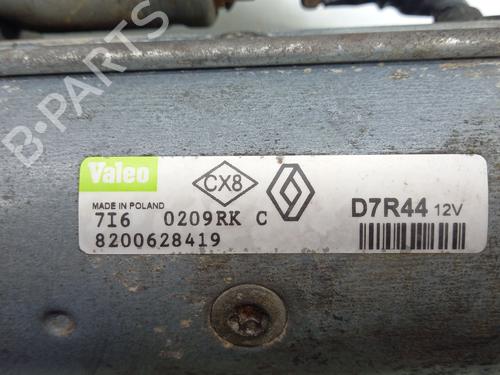 B-PARTS
Valeo
CX8
MADE IN POLAND
D7R44 12V
7I6 0209RK C
8200628419